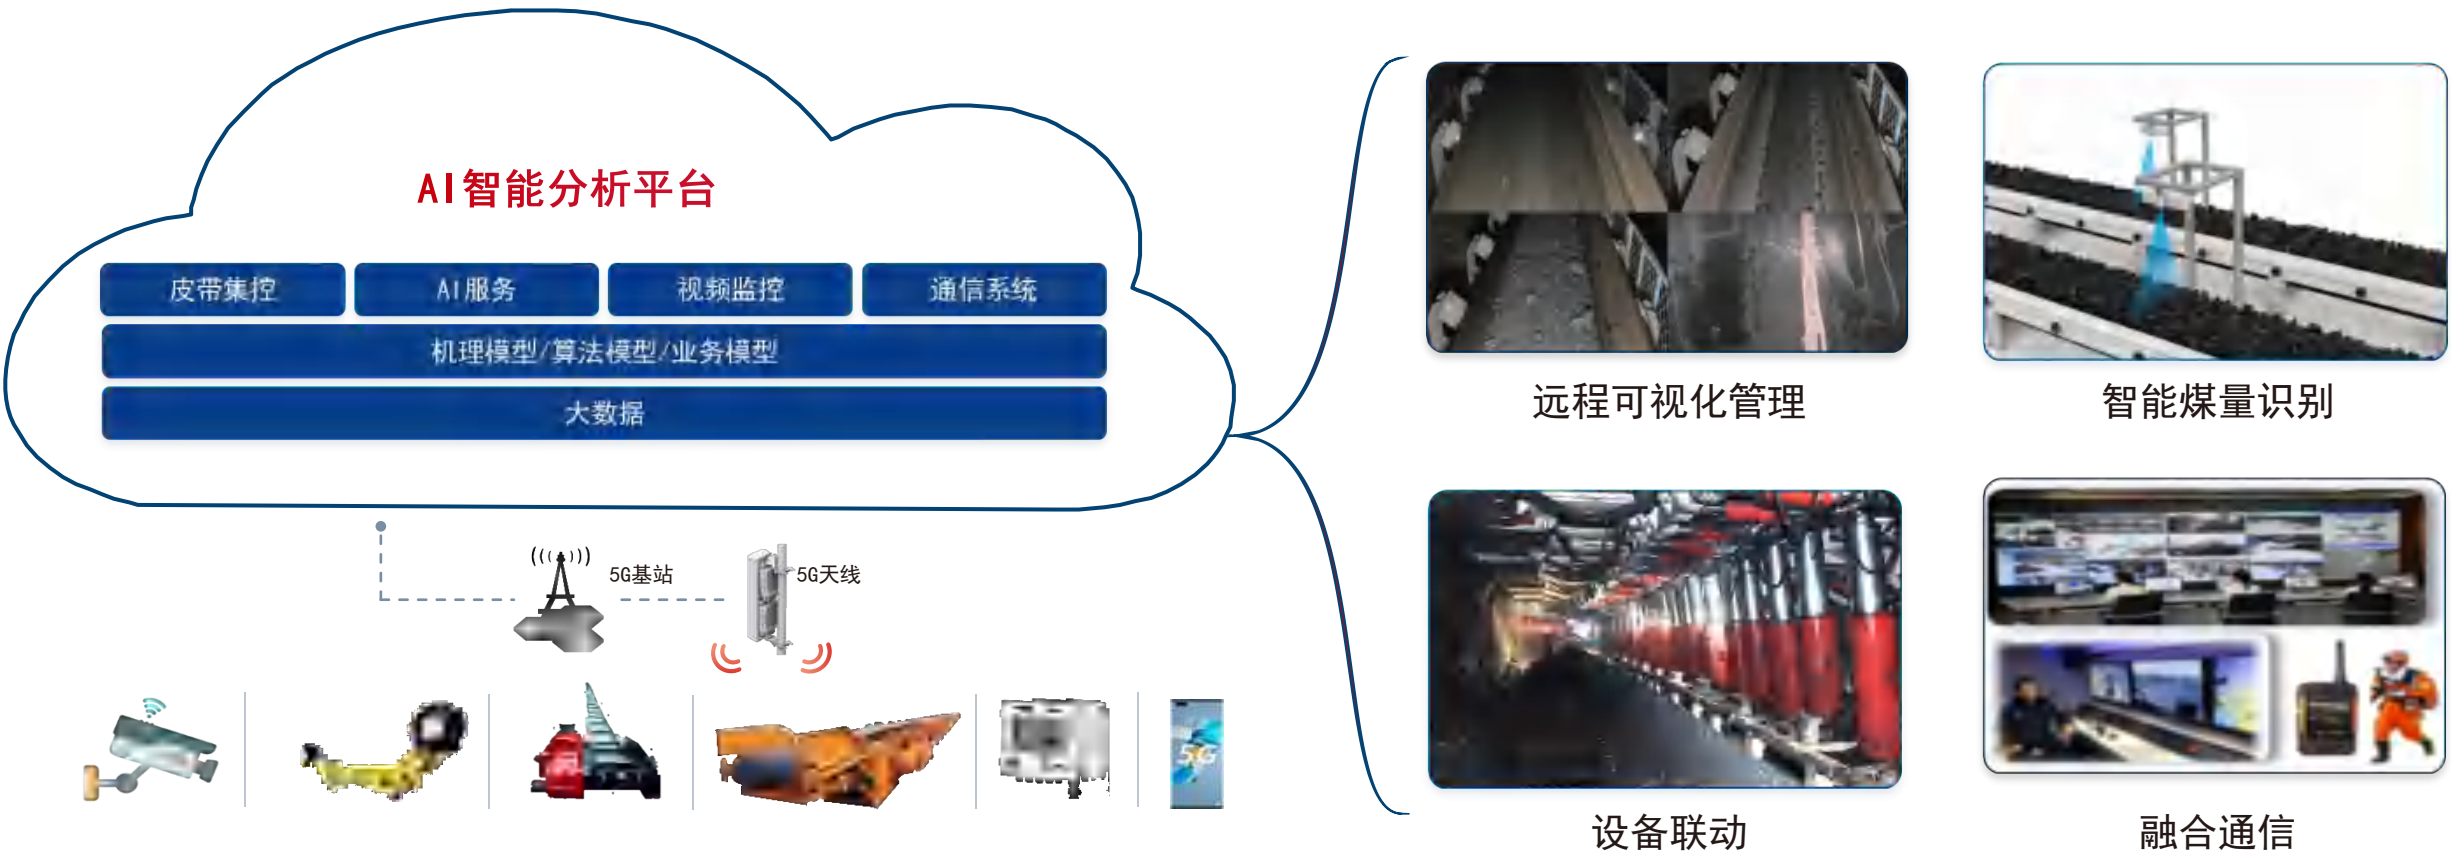 AI智能分析平台
皮带集控
AI服务
视频监控
通信系统
机理模型/算法模型/业务模型
大数据
5G基站
5G天线
5G
远程可视化管理
智能煤量识别
设备联动
融合通信